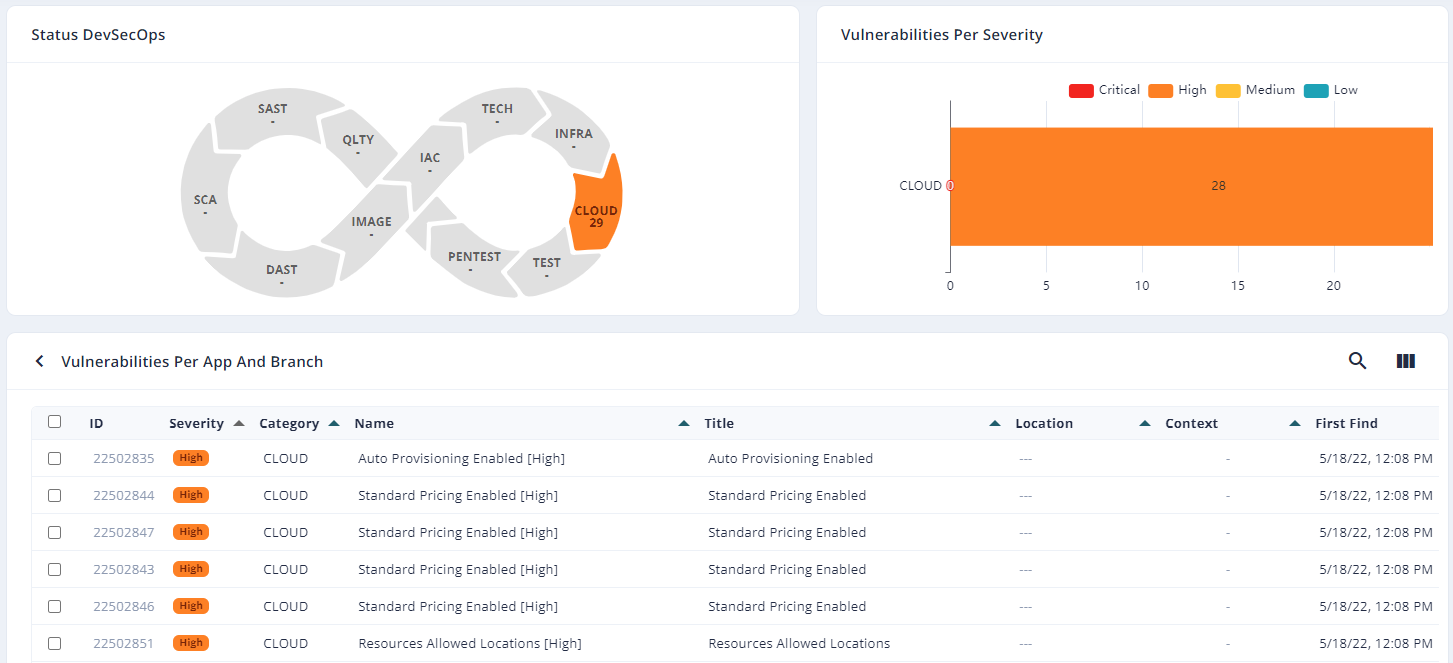 Status DevSecOps
SAST
-
QLTY
-
SCA
-
DAST
-
IMAGE
-
IAC
-
TECH
-
INFRA
-
CLOUD
29
TEST
-
PENTEST
-
Vulnerabilities Per Severity
Critical High Medium Low
CLOUD 0 28
0 5 10 15 20
Vulnerabilities Per App And Branch
ID Severity Category Name Title Location Context First Find
22502835 High CLOUD Auto Provisioning Enabled [High] Auto Provisioning Enabled --- - 5/18/22, 12:08 PM
22502844 High CLOUD Standard Pricing Enabled [High] Standard Pricing Enabled --- - 5/18/22, 12:08 PM
22502847 High CLOUD Standard Pricing Enabled [High] Standard Pricing Enabled --- - 5/18/22, 12:08 PM
22502843 High CLOUD Standard Pricing Enabled [High] Standard Pricing Enabled --- - 5/18/22, 12:08 PM
22502846 High CLOUD Standard Pricing Enabled [High] Standard Pricing Enabled --- - 5/18/22, 12:08 PM
22502851 High CLOUD Resources Allowed Locations [High] Resources Allowed Locations --- - 5/18/22, 12:08 PM